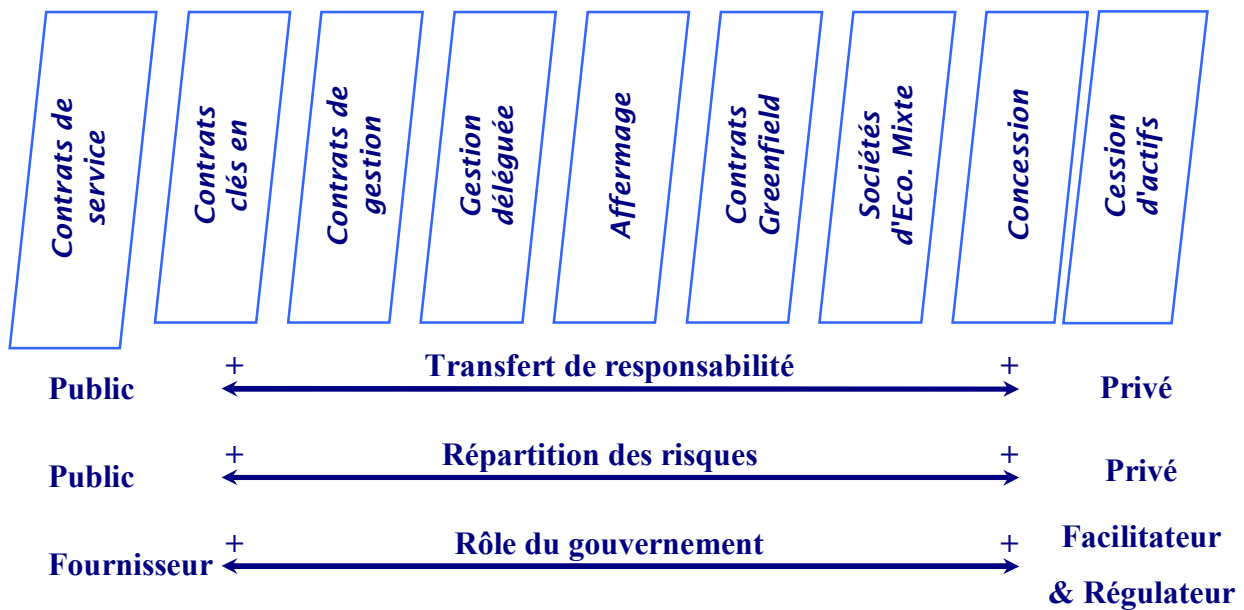 Contrats de
service
Contrats
clés en
Contrats de
gestion
Gestion
déléguée
Affermage
Contrats
Greenfield
Sociétés
d'Eco. Mixte
Concession
Cession
d'actifs
+ Transfert de responsabilité +
Public Privé
+ Répartition des risques +
Public Privé
+ Rôle du gouvernement + Facilitateur
Fournisseur
& Régulateur